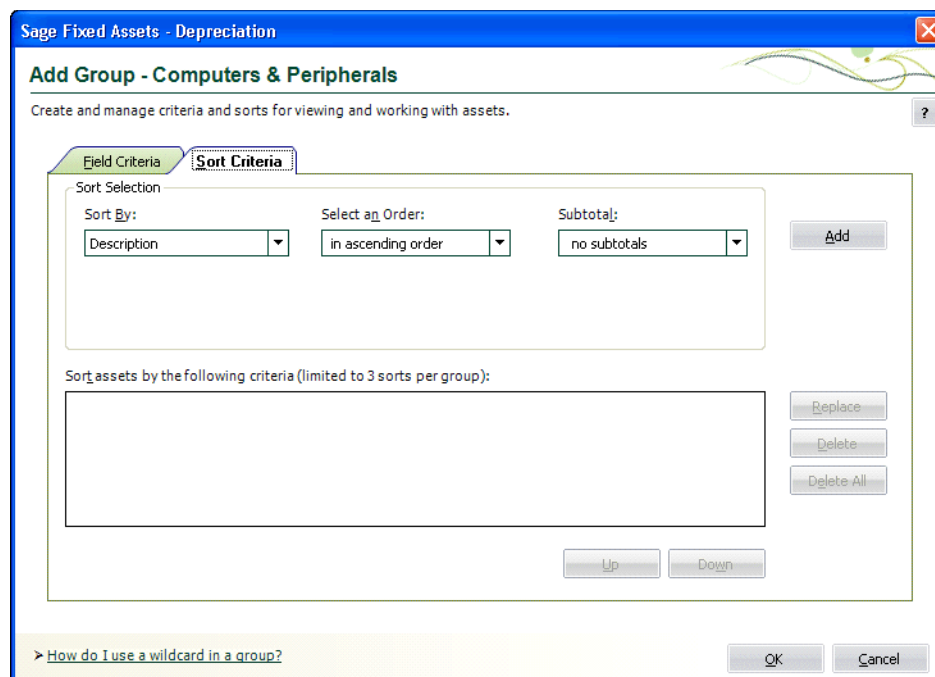 Sage Fixed Assets - Depreciation
Add Group - Computers & Peripherals
Create and manage criteria and sorts for viewing and working with assets.
?
Field Criteria Sort Criteria
Sort Selection
Sort By: Select an Order: Subtotal:
Description in ascending order no subtotals
Add
Sort assets by the following criteria (limited to 3 sorts per group):
Replace
Delete
Delete All
Up Down
➤ How do I use a wildcard in a group?
OK Cancel